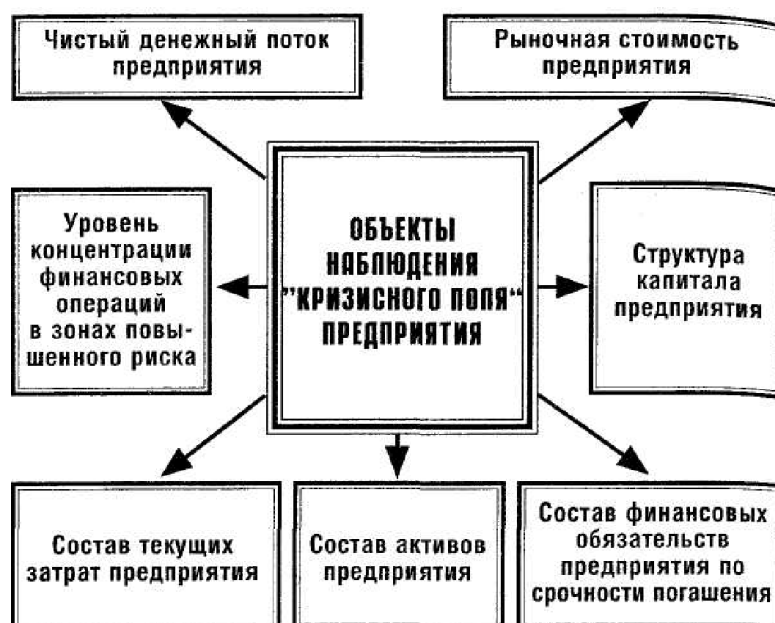 Чистый денежный поток
предприятия
Рыночная стоимость
предприятия
Уровень
концентрации
финансовых
операций
в зонах повы-
шенного риска
ОБЪЕКТЫ
НАБЛЮДЕНИЯ
"КРИЗИСНОГО ПОЛЯ"
ПРЕДПРИЯТИЯ
Структура
капитала
предприятия
Состав текущих
затрат предприятия
Состав активов
предприятия
Состав финансовых
обязательств
предприятия по
срочности погашения